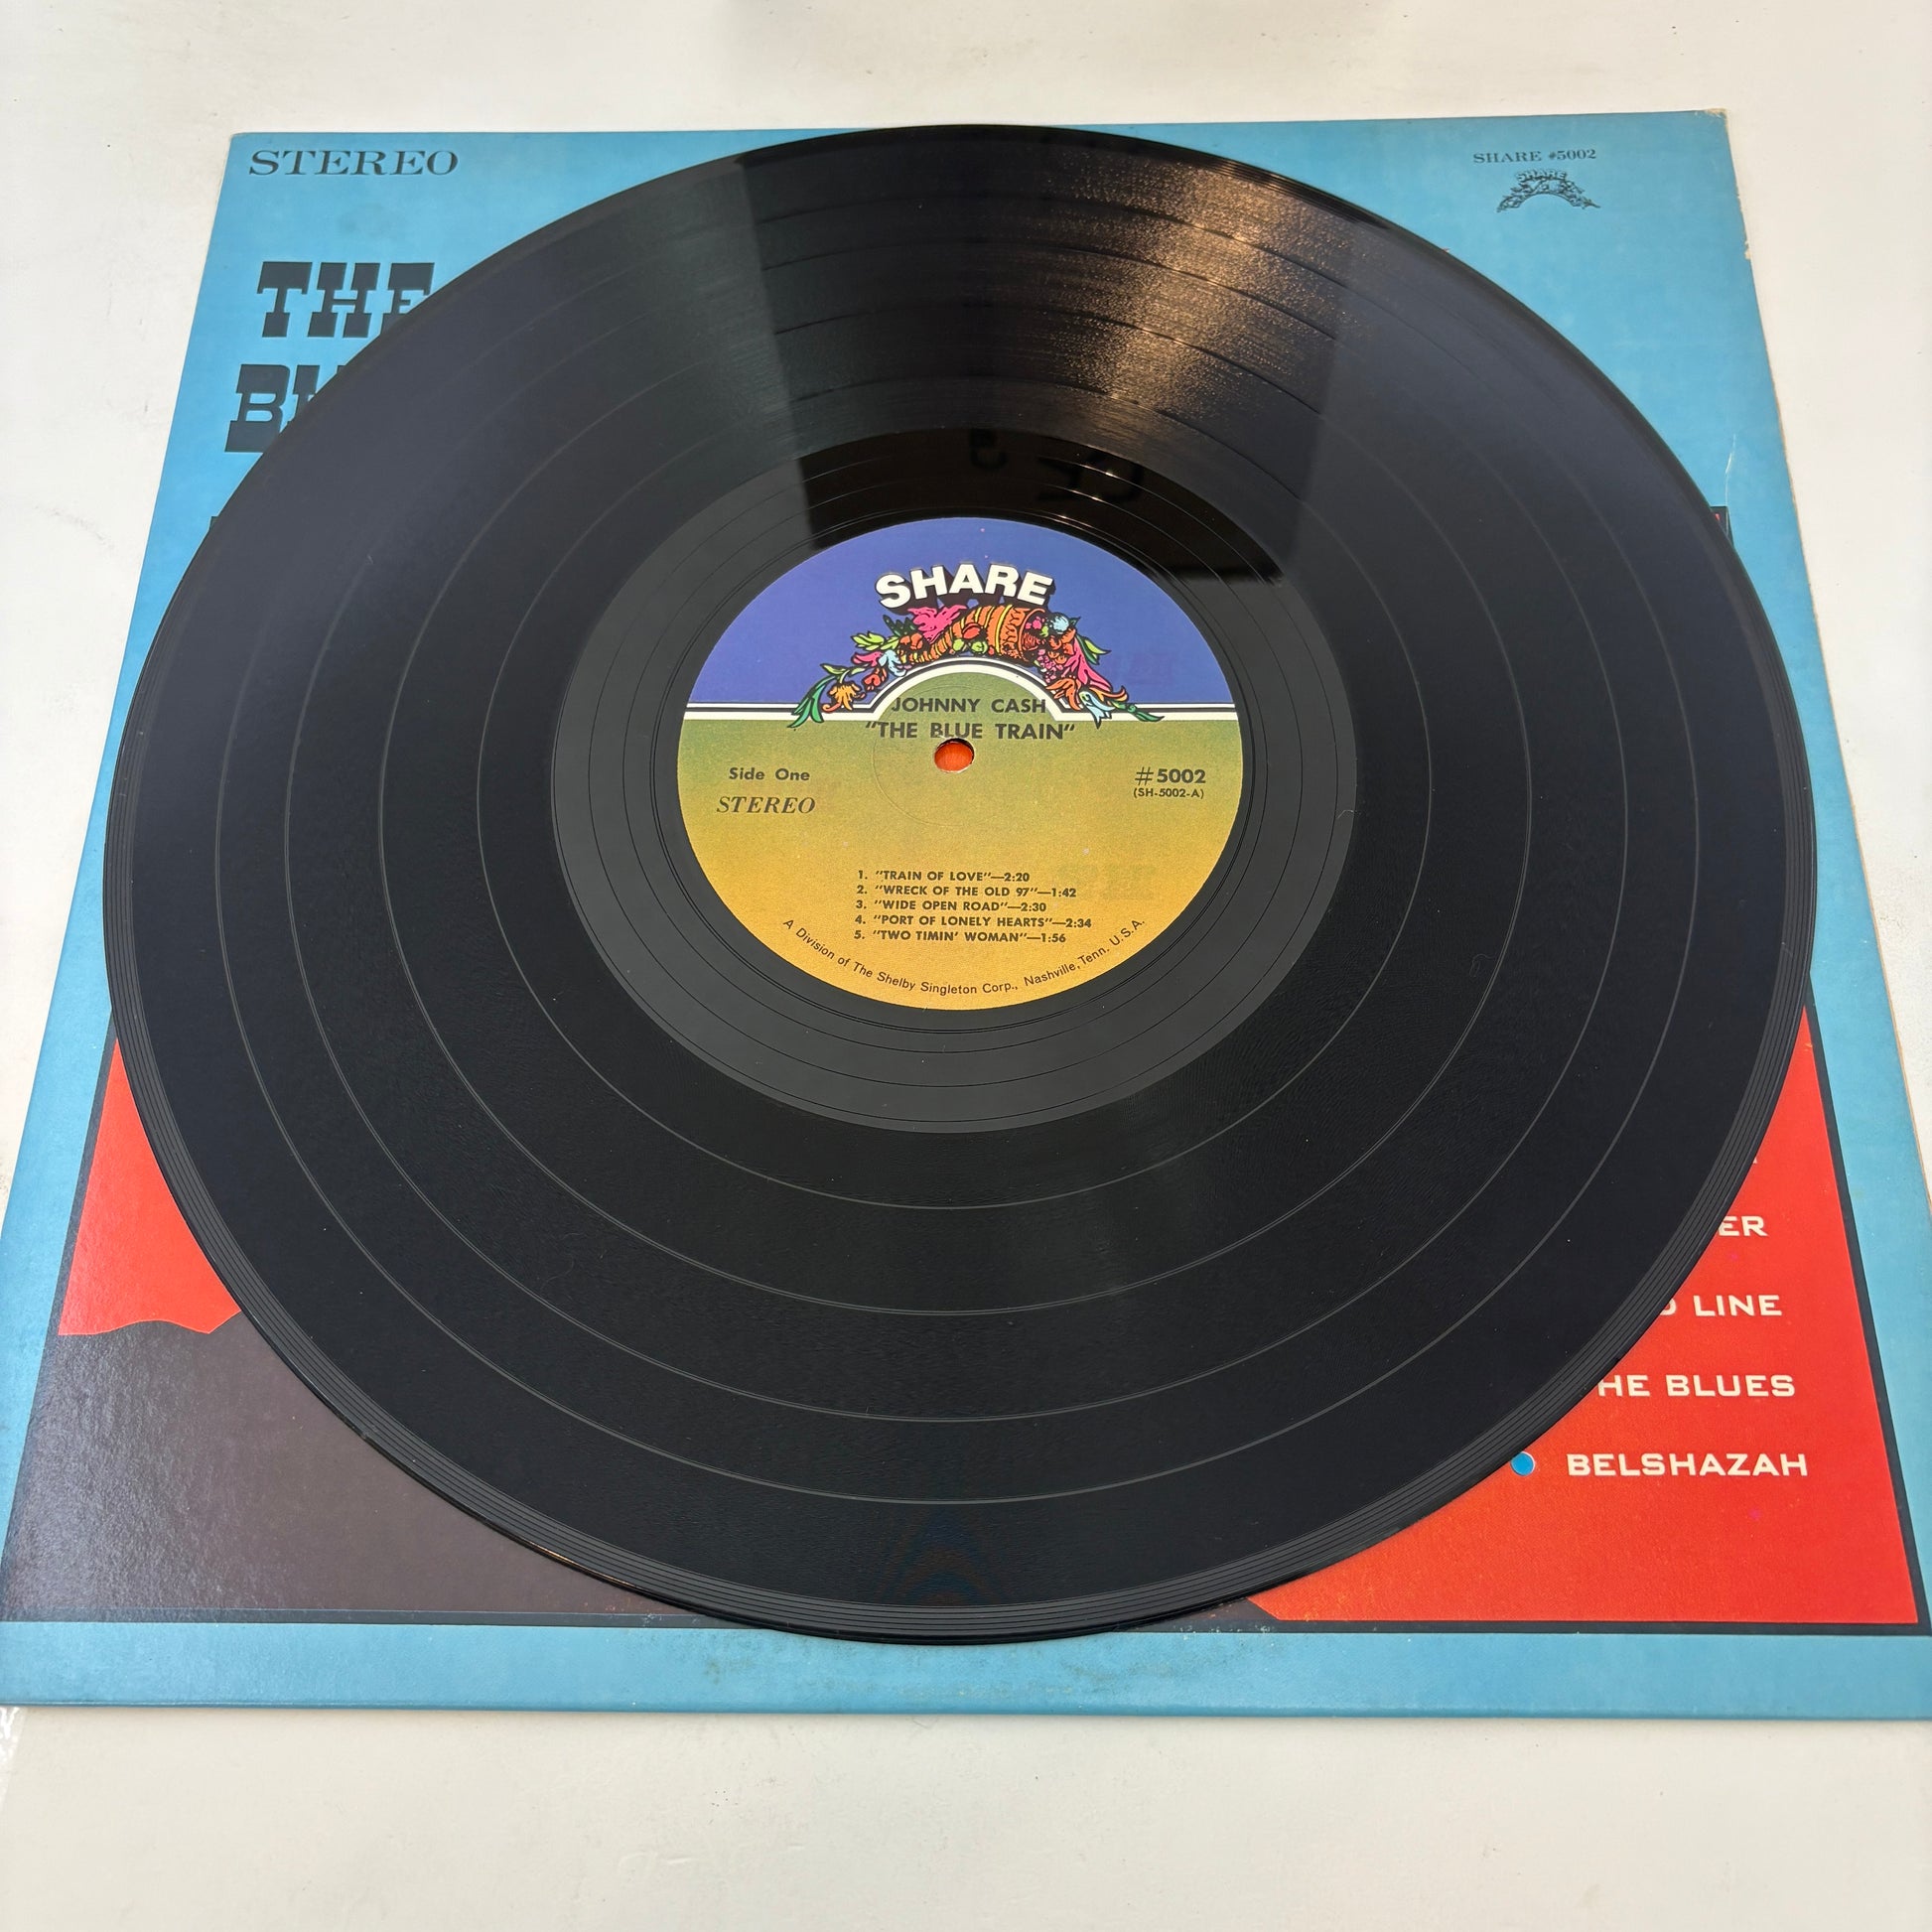 STEREO
SHARE #5002
SHARE
THE
SHARE
JOHNNY CASH
"THE BLUE TRAIN"
Side One
STEREO
#5002
(SH-5002-A)
1. "TRAIN OF LOVE"—2:20
2. "WRECK OF THE OLD 97"—1:42
3. "WIDE OPEN ROAD"—2:30
4. "PORT OF LONELY HEARTS"—2:34
5. "TWO TIMIN' WOMAN"—1:56
A Division of The Shelby Singleton Corp., Nashville, Tenn. U.S.A.
ER
LINE
HE BLUES
BELSHAZAH